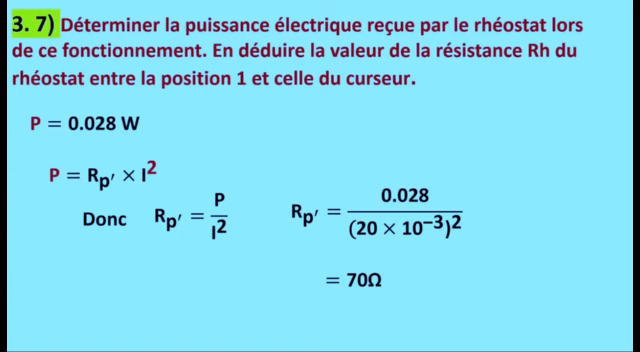 3. 7) Déterminer la puissance électrique reçue par le rhéostat lors
de ce fonctionnement. En déduire la valeur de la résistance Rh du
rhéostat entre la position 1 et celle du curseur.
P = 0.028 W
P = Rp′ × I²
Donc Rp′ = P / I² Rp′ = 0.028 / (20 × 10⁻³)²
= 70Ω